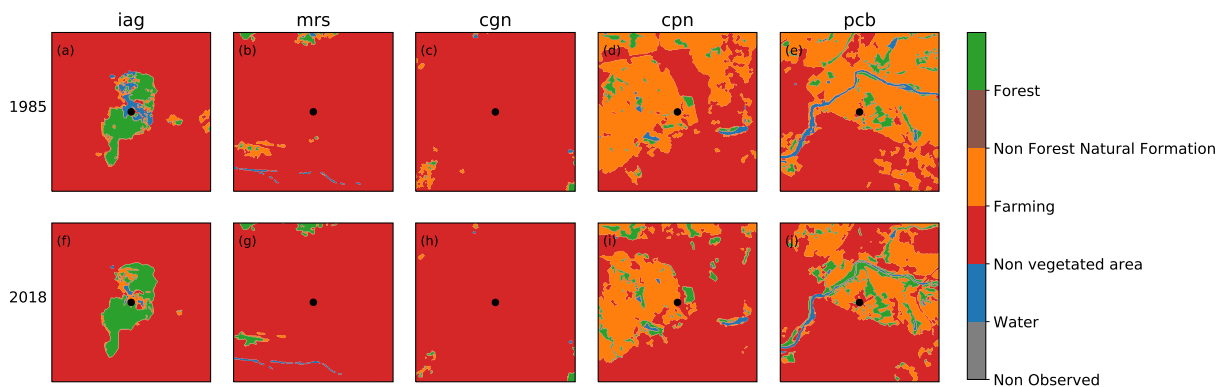 iag
mrs
cgn
cpn
pcb
1985
(a)
(b)
(c)
(d)
(e)
2018
(f)
(g)
(h)
(i)
(j)
Forest
Non Forest Natural Formation
Farming
Non vegetated area
Water
Non Observed